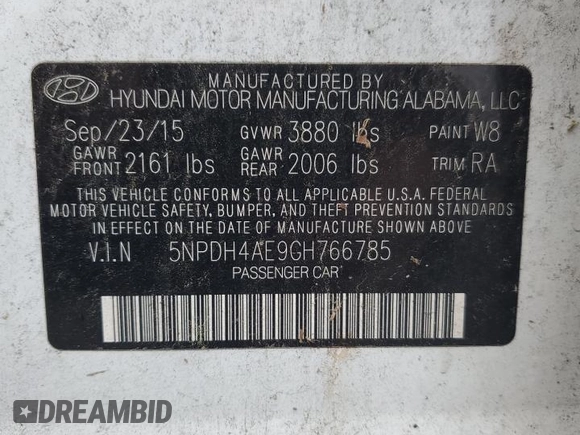 MANUFACTURED BY
HYUNDAI MOTOR MANUFACTURING ALABAMA, LLC
Sep/23/15 GVWR 3880 lbs PAINT W8
GAWR FRONT 2161 lbs GAWR REAR 2006 lbs TRIM RA
THIS VEHICLE CONFORMS TO ALL APPLICABLE U.S.A. FEDERAL
MOTOR VEHICLE SAFETY, BUMPER, AND THEFT PREVENTION STANDARDS
IN EFFECT ON THE DATE OF MANUFACTURE SHOWN ABOVE.
V.I.N 5NPDH4AE9GH766785
PASSENGER CAR
DREAMBID